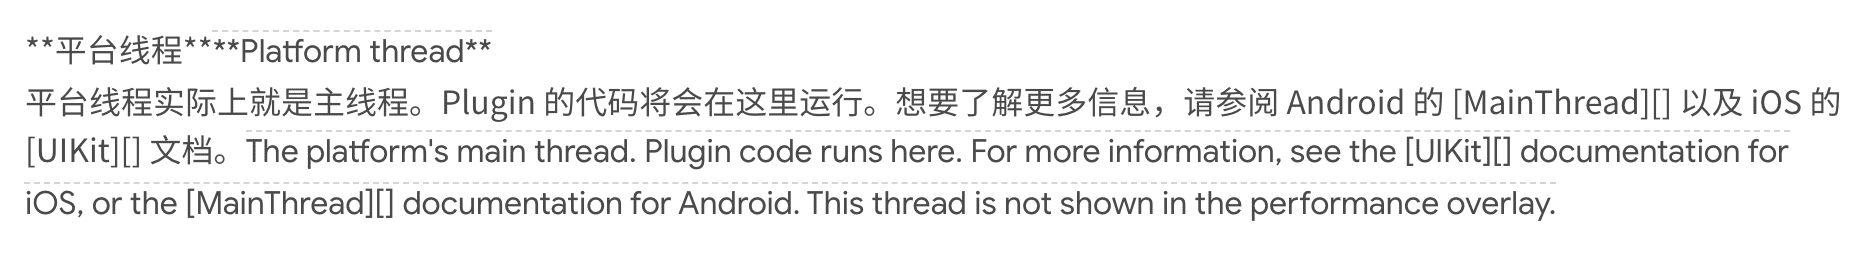 **平台线程****Platform thread**
平台线程实际上就是主线程。Plugin 的代码将会在这里运行。想要了解更多信息，请参阅 Android 的 [MainThread][] 以及 iOS 的
[UIKit][] 文档。The platform's main thread. Plugin code runs here. For more information, see the [UIKit][] documentation for
iOS, or the [MainThread][] documentation for Android. This thread is not shown in the performance overlay.